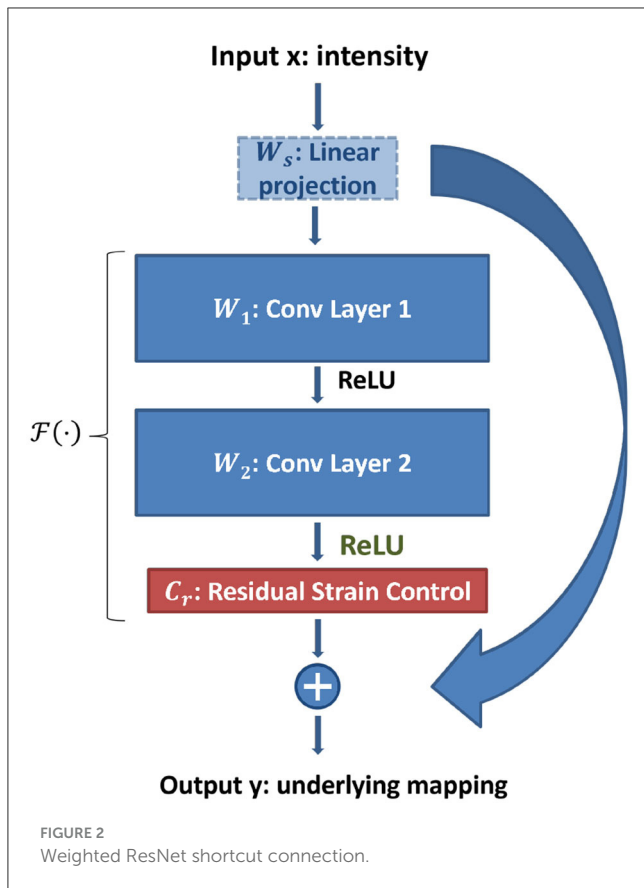 Input x: intensity
W_s: Linear
projection
W_1: Conv Layer 1
ReLU
ℱ(·)
W_2: Conv Layer 2
ReLU
C_r: Residual Strain Control
+
Output y: underlying mapping
FIGURE 2
Weighted ResNet shortcut connection.